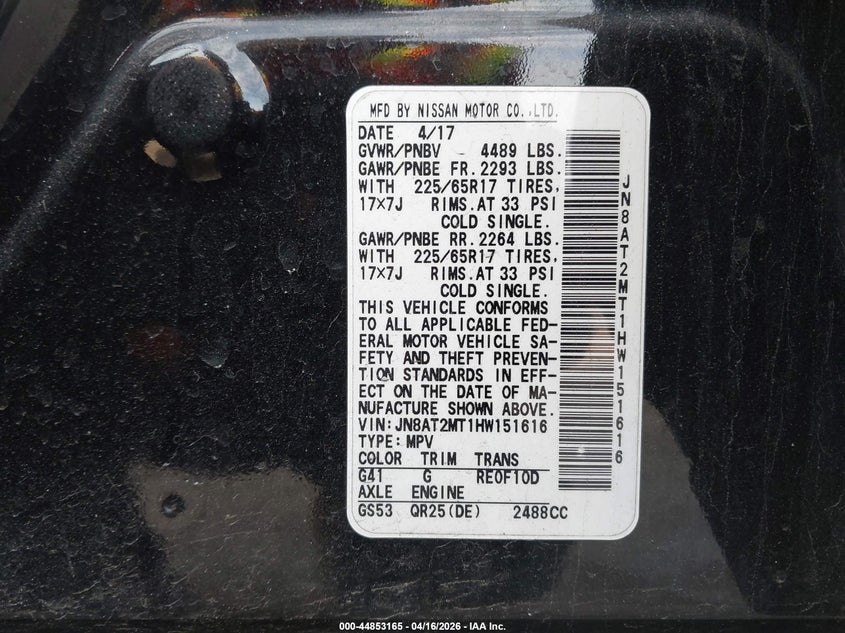 MFD BY NISSAN MOTOR CO.,LTD.
DATE 4/17
GVWR/PNBV 4489 LBS.
GAWR/PNBE FR. 2293 LBS.
WITH 225/65R17 TIRES,
17×7J RIMS.AT 33 PSI
COLD SINGLE.
GAWR/PNBE RR. 2264 LBS.
WITH 225/65R17 TIRES,
17×7J RIMS.AT 33 PSI
COLD SINGLE.
THIS VEHICLE CONFORMS
TO ALL APPLICABLE FED-
ERAL MOTOR VEHICLE SA-
FETY AND THEFT PREVEN-
TION STANDARDS IN EFF-
ECT ON THE DATE OF MA-
NUFACTURE SHOWN ABOVE.
VIN:JN8AT2MT1HW151616
TYPE:MPV
COLOR TRIM TRANS
G41 G RE0F10D
AXLE ENGINE
GS53 QR25(DE) 2488CC
JN8AT2MT1HW151616
000-44853165 - 04/16/2026 - IAA Inc.